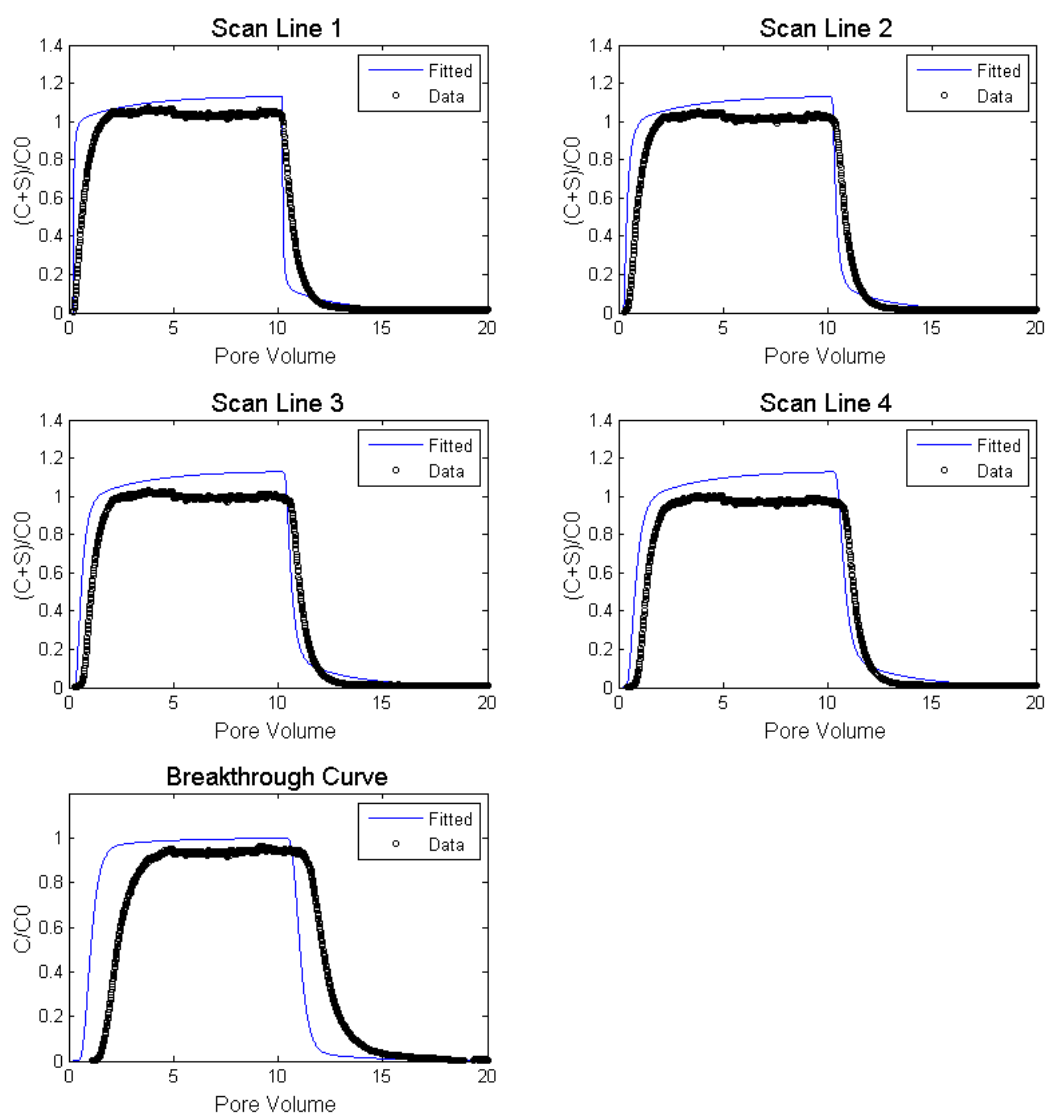 Scan Line 1
1.4
1.2
1
0.8
0.6
0.4
0.2
0
(C+S)/C0
Fitted
Data
0 5 10 15 20
Pore Volume
Scan Line 2
1.4
1.2
1
0.8
0.6
0.4
0.2
0
(C+S)/C0
Fitted
Data
0 5 10 15 20
Pore Volume
Scan Line 3
1.4
1.2
1
0.8
0.6
0.4
0.2
0
(C+S)/C0
Fitted
Data
0 5 10 15 20
Pore Volume
Scan Line 4
1.4
1.2
1
0.8
0.6
0.4
0.2
0
(C+S)/C0
Fitted
Data
0 5 10 15 20
Pore Volume
Breakthrough Curve
1
0.8
0.6
0.4
0.2
0
C/C0
Fitted
Data
0 5 10 15 20
Pore Volume